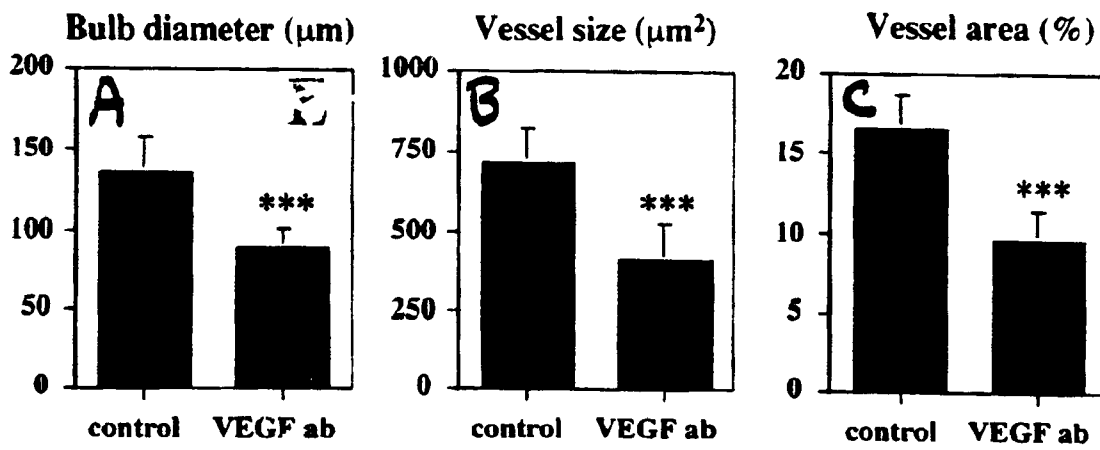 Bulb diameter (μm)
200
150
100
50
0
A
***
control VEGF ab
Vessel size (μm²)
1000
750
500
250
0
B
***
control VEGF ab
Vessel area (%)
20
15
10
5
0
C
***
control VEGF ab